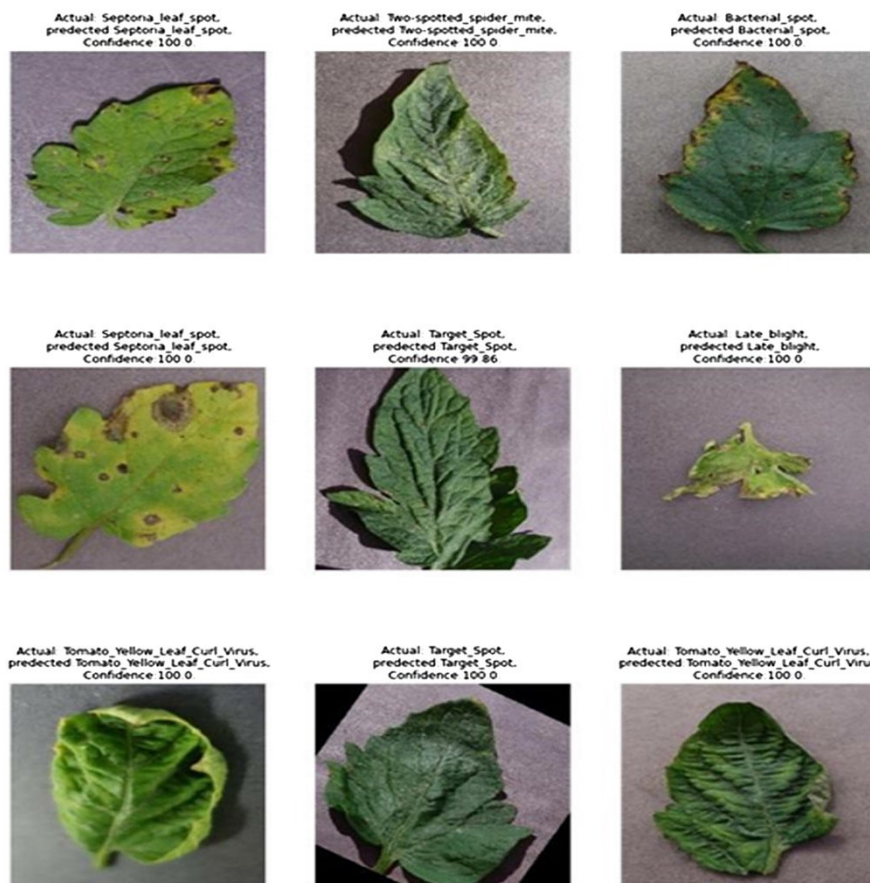 Actual: Septoria_leaf_spot,
predected Septoria_leaf_spot,
Confidence:100.0.
Actual: Two-spotted_spider_mite,
predected Two-spotted_spider_mite,
Confidence:100.0.
Actual: Bacterial_spot,
predected Bacterial_spot,
Confidence:100.0.
Actual: Septoria_leaf_spot,
predected Septoria_leaf_spot,
Confidence:100.0
Actual: Target_Spot,
predected Target_Spot,
Confidence:99.86.
Actual: Late_blight,
predected Late_blight,
Confidence:100.0
Actual: Tomato_Yellow_Leaf_Curl_Virus,
predected Tomato_Yellow_Leaf_Curl_Virus,
Confidence:100.0.
Actual: Target_Spot,
predected Target_Spot,
Confidence:100.0
Actual: Tomato_Yellow_Leaf_Curl_Virus,
predected Tomato_Yellow_Leaf_Curl_Viru
Confidence:100.0